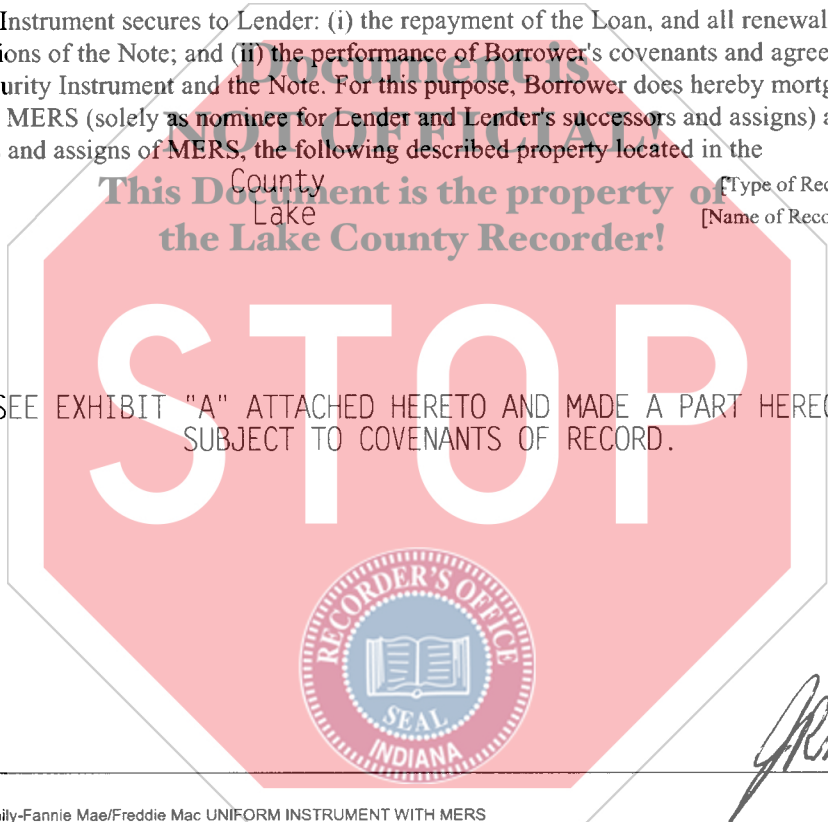 Instrument secures to Lender: (i) the repayment of the Loan, and all renewal
ions of the Note; and (ii) the performance of Borrower's covenants and agree
urity Instrument and the Note. For this purpose, Borrower does hereby mortg
MERS (solely as nominee for Lender and Lender's successors and assigns) a
and assigns of MERS, the following described property located in the
County [Type of Rec
Lake [Name of Reco
Document is
NOT OFFICIAL!
This Document is the property of
the Lake County Recorder!
STOP
SEE EXHIBIT "A" ATTACHED HERETO AND MADE A PART HEREO
SUBJECT TO COVENANTS OF RECORD.
RECORDER'S OFFICE
SEAL
INDIANA
ily-Fannie Mae/Freddie Mac UNIFORM INSTRUMENT WITH MERS